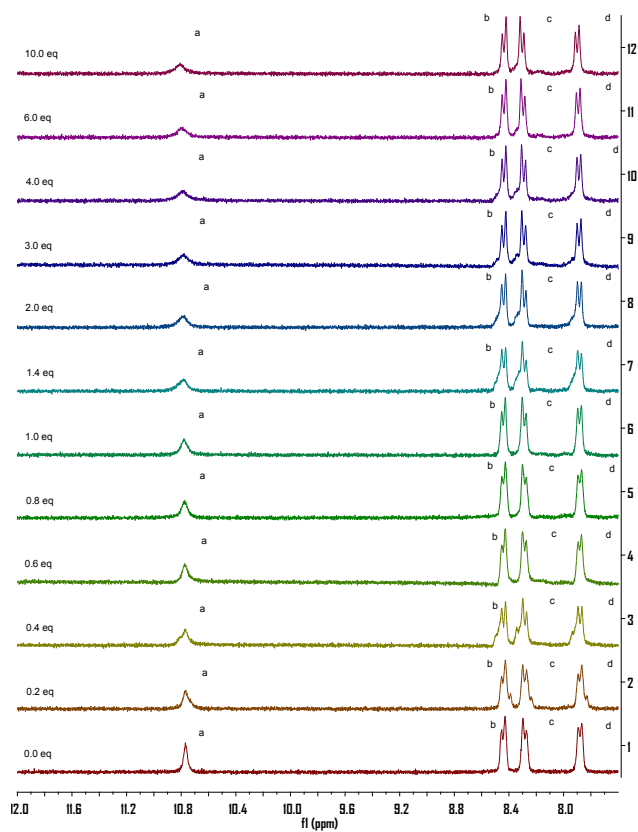 b c d
a
10.0 eq 12
a
b c d
6.0 eq 11
a
b c d
4.0 eq 10
a
b c d
3.0 eq 9
a
b c d
2.0 eq 8
a
b c d
1.4 eq 7
a
b c d
1.0 eq 6
a
b c d
0.8 eq 5
a
b c d
0.6 eq 4
a
b c d
0.4 eq 3
a
b c d
0.2 eq 2
a
b c d
0.0 eq 1
12.0 11.6 11.2 10.8 10.4 10.0 9.6 9.2 8.8 8.4 8.0
f1 (ppm)